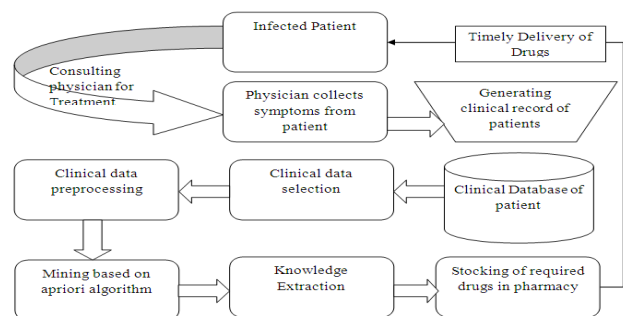 Infected Patient
Timely Delivery of
Drugs
Consulting
physician for
Treatment
Physician collects
symptoms from
patient
Generating
clinical record of
patients
Clinical data
preprocessing
Clinical data
selection
Clinical Database of
patient
Mining based on
apriori algorithm
Knowledge
Extraction
Stocking of required
drugs in pharmacy